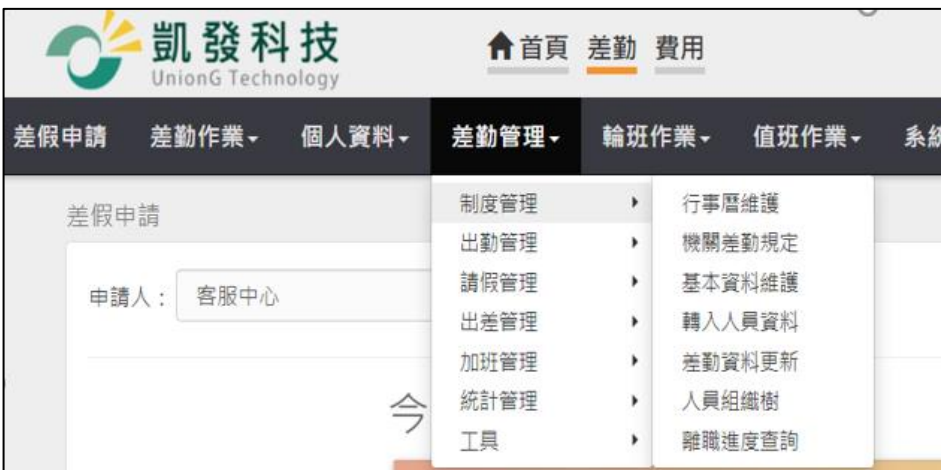 凱發科技
UnionG Technology
首頁 差勤 費用
差假申請 差勤作業 個人資料 差勤管理 輪班作業 值班作業 系統
差假申請
制度管理 行事曆維護
出勤管理 機關差勤規定
請假管理 基本資料維護
申請人： 客服中心
出差管理 轉入人員資料
加班管理 差勤資料更新
統計管理 人員組織樹
今
工具 離職進度查詢